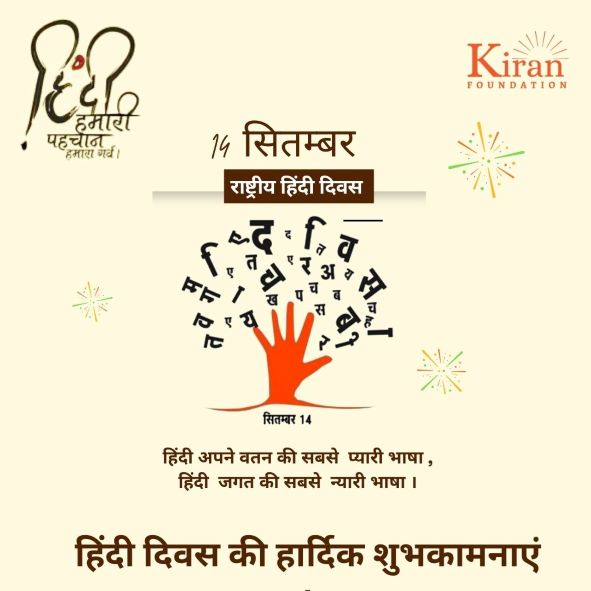 हिंदी
हमारी
पहचान
हमारा गर्व।
Kiran
FOUNDATION
14 सितम्बर
राष्ट्रीय हिंदी दिवस
ए द द ि त व
ि ए त च ए र अ य स
म ग ा ख प च ब च
त व ए य स ब ह ा
र ?
सितम्बर 14
हिंदी अपने वतन की सबसे प्यारी भाषा ,
हिंदी जगत की सबसे न्यारी भाषा ।
हिंदी दिवस की हार्दिक शुभकामनाएं